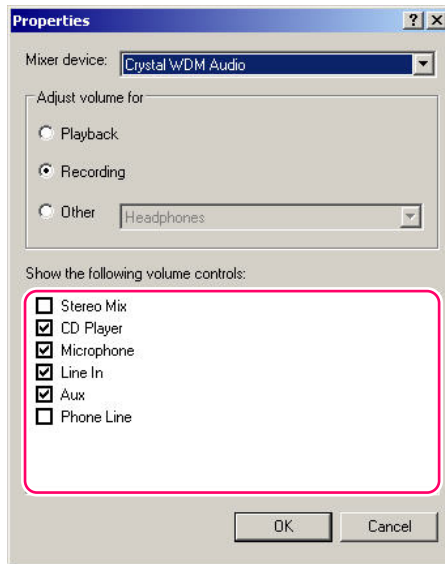 Properties
Mixer device: Crystal WDM Audio
Adjust volume for
Playback
Recording
Other Headphones
Show the following volume controls:
Stereo Mix
CD Player
Microphone
Line In
Aux
Phone Line
OK Cancel